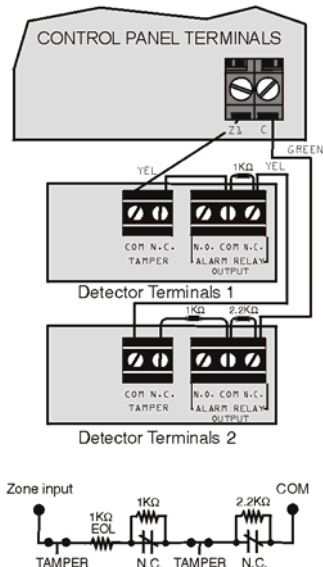 CONTROL PANEL TERMINALS
Z1 C
GREEN
YEL 1KΩ YEL
COM N.C. N.O. COM N.C.
TAMPER ALARM RELAY
OUTPUT
Detector Terminals 1
1KΩ 2.2KΩ
COM N.C. N.O. COM N.C.
TAMPER ALARM RELAY
OUTPUT
Detector Terminals 2
Zone input COM
1KΩ 2.2KΩ
1KΩ
EOL
TAMPER N.C. TAMPER N.C.